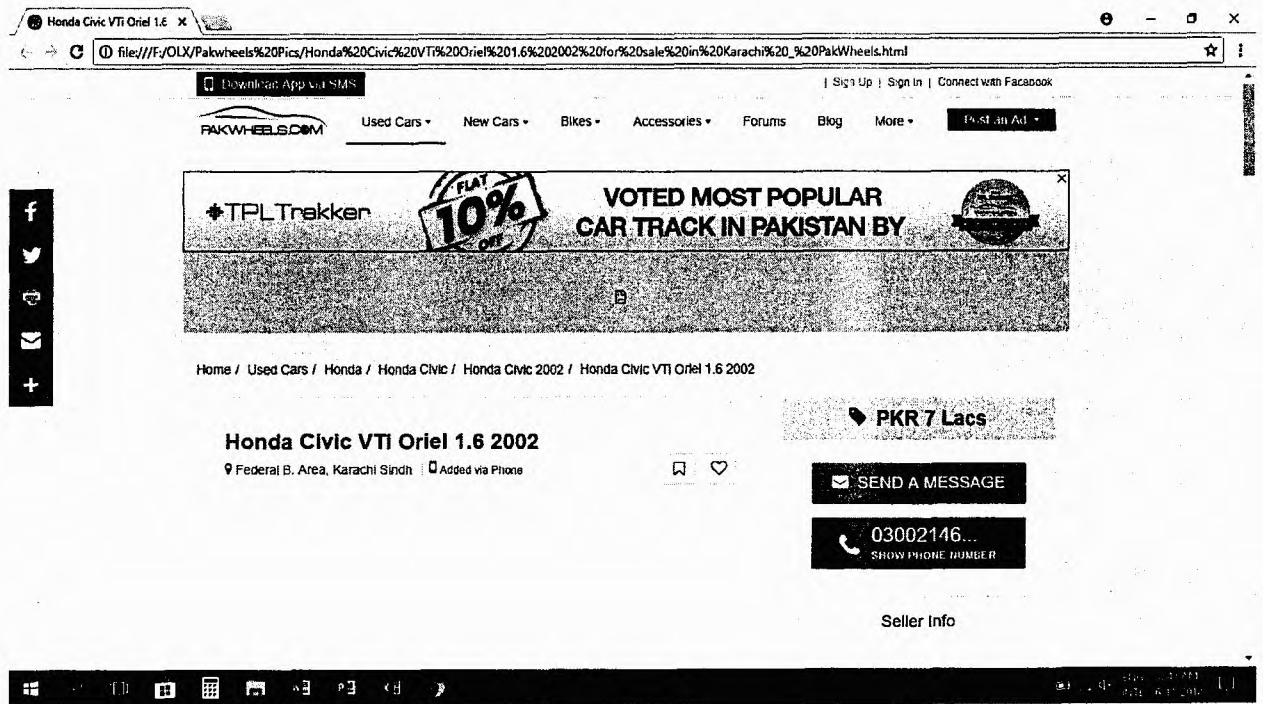 Honda Civic VTi Oriel 1.6
file:///F:/OLX/Pakwheels%20Pics/Honda%20Civic%20VTi%20Oriel%201.6%202002%20for%20sale%20in%20Karachi%20_%20PakWheels.html
Download App via SMS
| Sign Up | Sign In | Connect with Facebook
PAKWHEELS.COM
Used Cars
New Cars
Bikes
Accessories
Forums
Blog
More
Post an Ad
TPLTrakker
FLAT 10% OFF
VOTED MOST POPULAR
CAR TRACK IN PAKISTAN BY
Home / Used Cars / Honda / Honda Civic / Honda Civic 2002 / Honda Civic VTi Oriel 1.6 2002
PKR 7 Lacs
Honda Civic VTi Oriel 1.6 2002
Federal B. Area, Karachi Sindh | Added via Phone
SEND A MESSAGE
03002146...
SHOW PHONE NUMBER
Seller Info